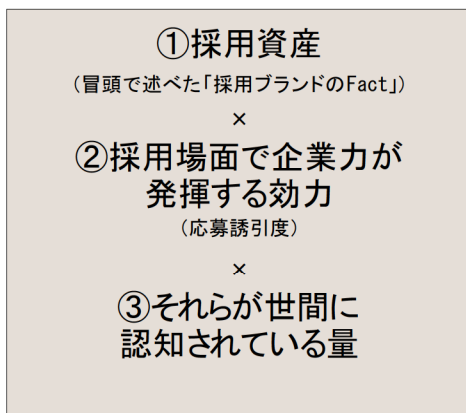 ①採用資産
（冒頭で述べた「採用ブランドのFact」）
×
②採用場面で企業力が
発揮する効力
（応募誘引度）
×
③それらが世間に
認知されている量